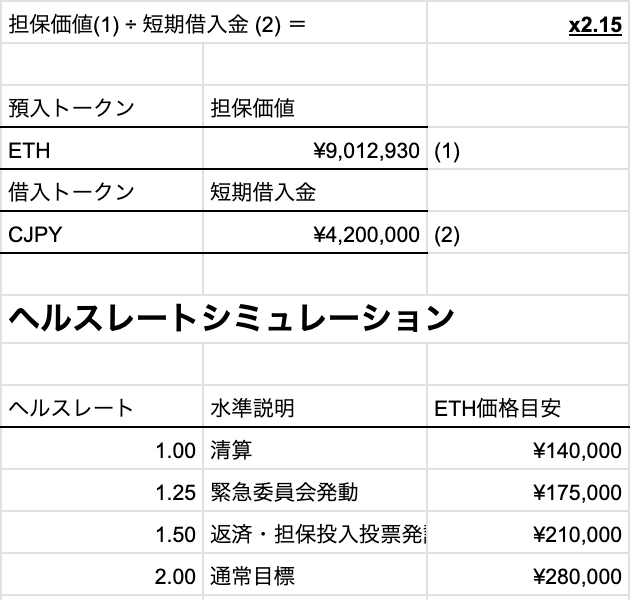 担保価値(1) ÷ 短期借入金 (2) ＝ x2.15
預入トークン 担保価値
ETH ¥9,012,930 (1)
借入トークン 短期借入金
CJPY ¥4,200,000 (2)
ヘルスレートシミュレーション
ヘルスレート 水準説明 ETH価格目安
1.00 清算 ¥140,000
1.25 緊急委員会発動 ¥175,000
1.50 返済・担保投入投票発 ¥210,000
2.00 通常目標 ¥280,000